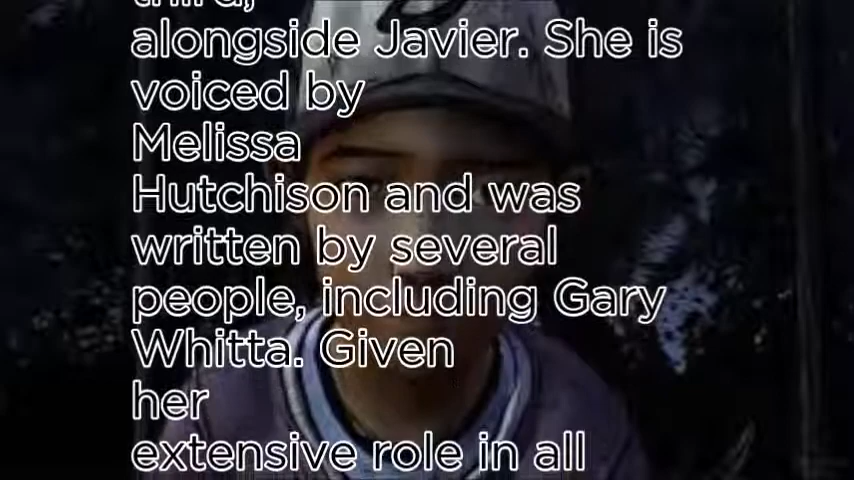 third,
alongside Javier. She is
voiced by
Melissa
Hutchison and was
written by several
people, including Gary
Whitta. Given
her
extensive role in all